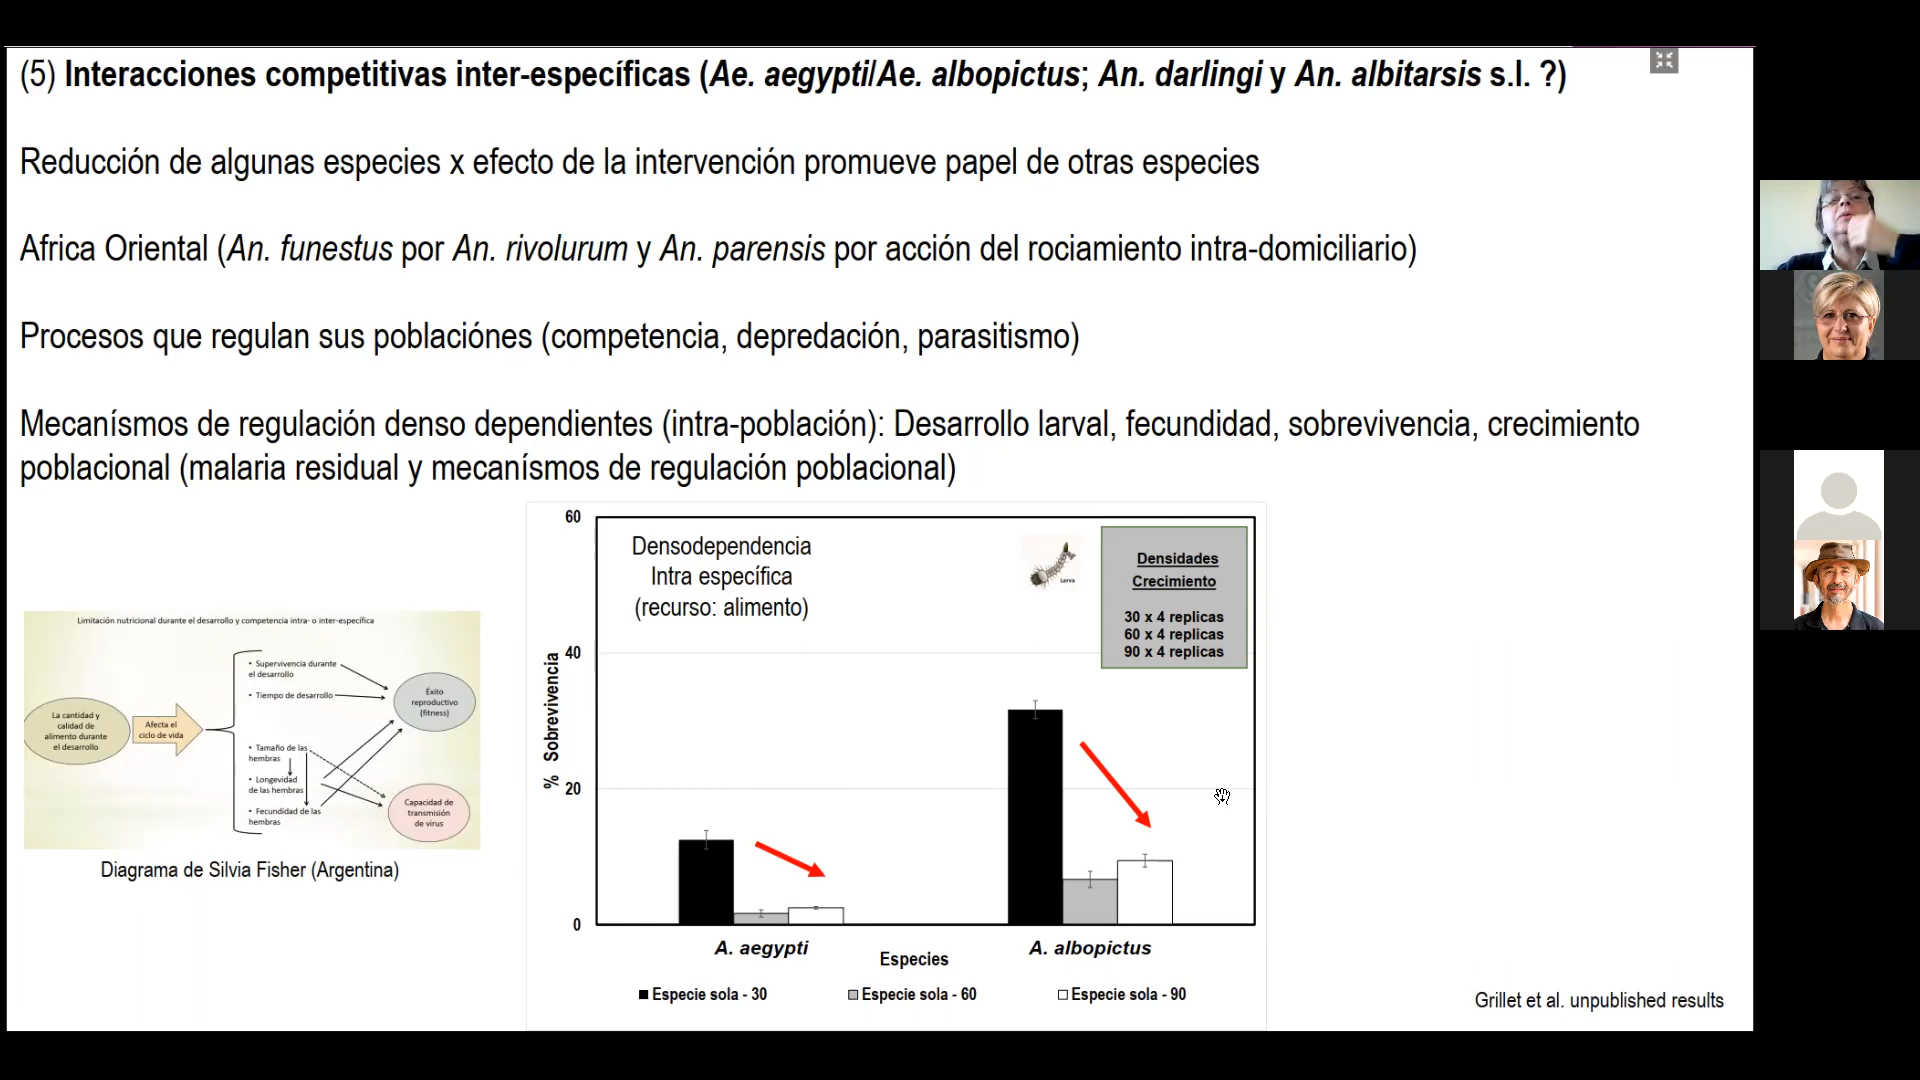 (5) Interacciones competitivas inter-específicas (Ae. aegypti/Ae. albopictus; An. darlingi y An. albitarsis s.l. ?)
Reducción de algunas especies x efecto de la intervención promueve papel de otras especies
Africa Oriental (An. funestus por An. rivolurum y An. parensis por acción del rociamiento intra-domiciliario)
Procesos que regulan sus poblaciónes (competencia, depredación, parasitismo)
Mecanísmos de regulación denso dependientes (intra-población): Desarrollo larval, fecundidad, sobrevivencia, crecimiento
poblacional (malaria residual y mecanísmos de regulación poblacional)
Limitación nutricional durante el desarrollo y competencia intra- o inter-específica
La cantidad y
calidad de
alimento durante
el desarrollo
Afecta el
ciclo de vida
• Supervivencia durante
el desarrollo
• Tiempo de desarrollo
• Tamaño de las
hembras
• Longevidad
de las hembras
• Fecundidad de las
hembras
Éxito
reproductivo
(fitness)
Capacidad de
transmisión
de virus
Diagrama de Silvia Fisher (Argentina)
60
40
20
0
% Sobrevivencia
Densodependencia
Intra específica
(recurso: alimento)
Larva
Densidades
Crecimiento
30 x 4 replicas
60 x 4 replicas
90 x 4 replicas
A. aegypti
A. albopictus
Especies
Especie sola - 30
Especie sola - 60
Especie sola - 90
Grillet et al. unpublished results